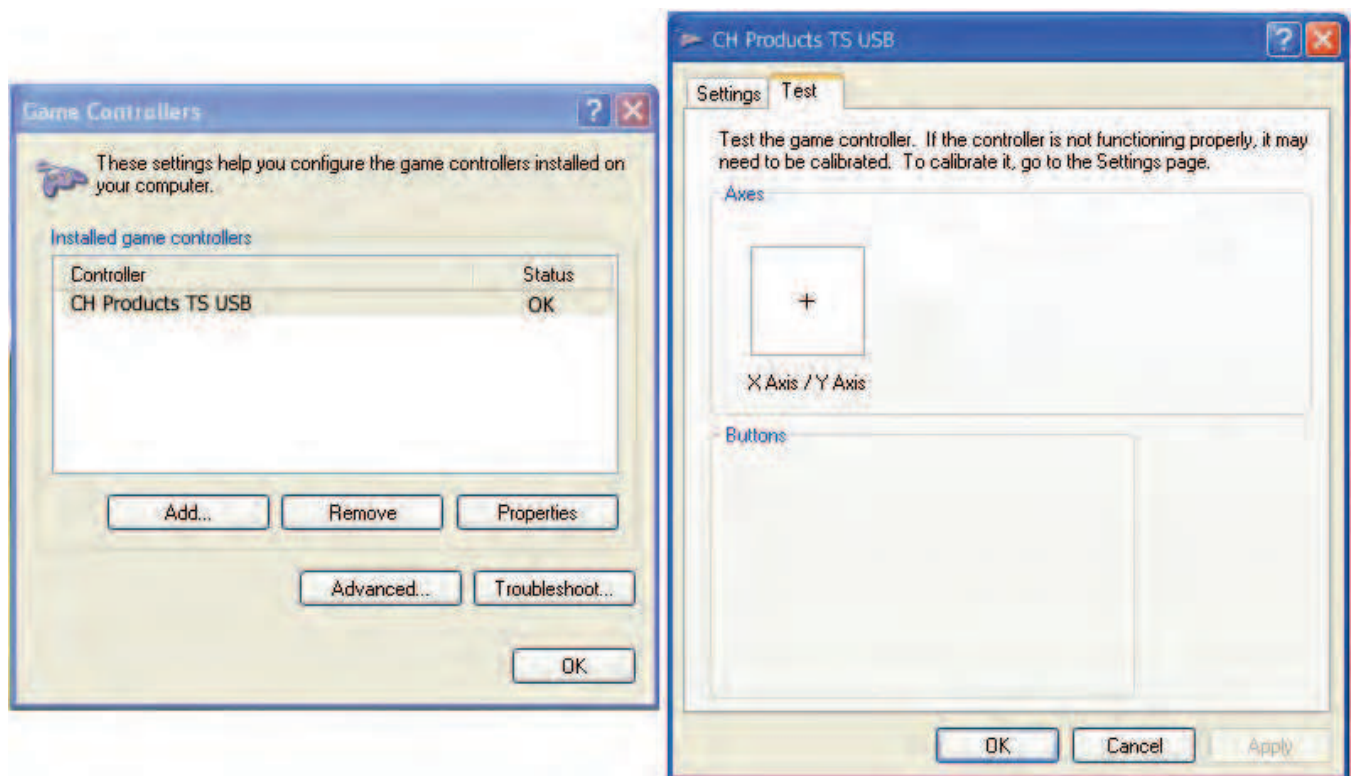 Game Controllers
These settings help you configure the game controllers installed on
your computer.
Installed game controllers
Controller Status
CH Products TS USB OK
Add... Remove Properties
Advanced... Troubleshoot...
OK
CH Products TS USB
Settings Test
Test the game controller. If the controller is not functioning properly, it may
need to be calibrated. To calibrate it, go to the Settings page.
Axes
X Axis / Y Axis
Buttons
OK Cancel Apply